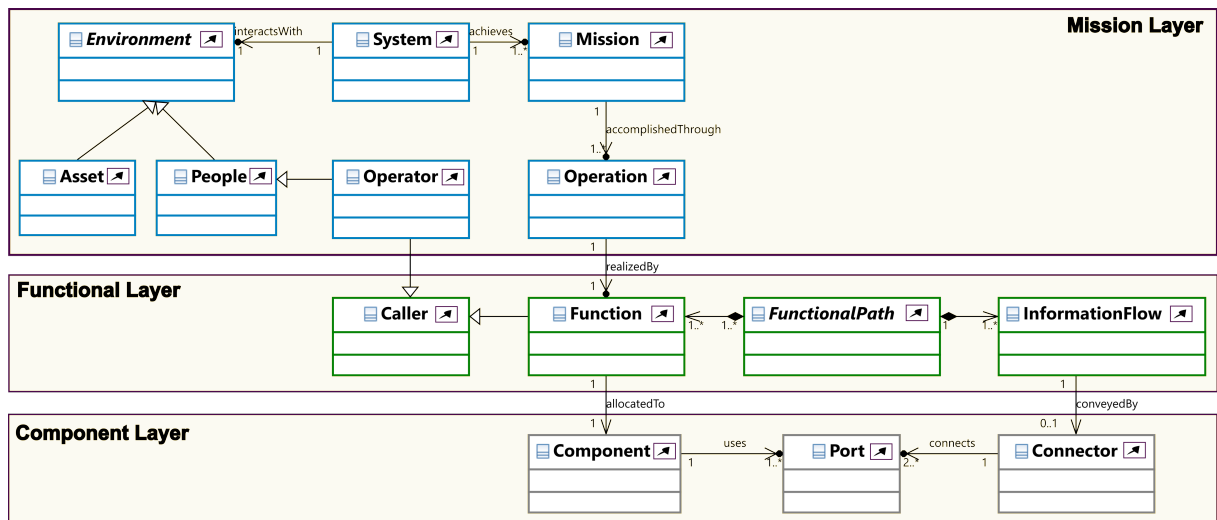 Mission Layer
Environment
interactsWith
1
1
System
achieves
1
1..*
Mission
1
accomplishedThrough
Asset
People
Operator
Operation
1
realizedBy
1
Functional Layer
Caller
Function
1..*
1..*
FunctionalPath
1
1..*
InformationFlow
1
allocatedTo
1
1
conveyedBy
0..1
Component Layer
Component
uses
1
1..*
Port
connects
2..*
1
Connector